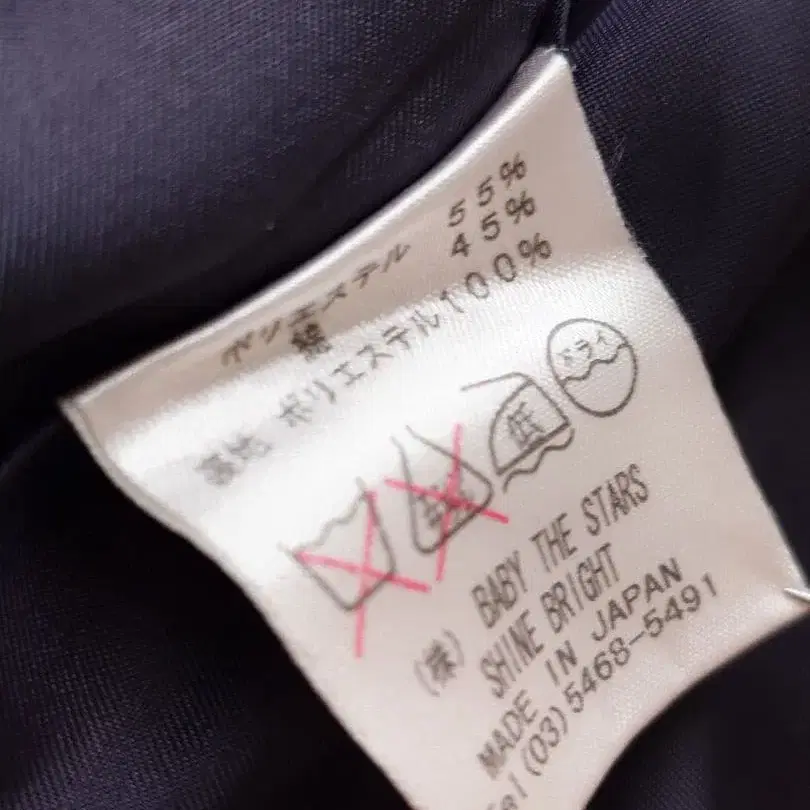 ポリエステル 55%
綿 45%
裏地 ポリエステル100%
低
ドライ
(株) BABY THE STARS
SHINE BRIGHT
MADE IN JAPAN
Tel(03)5468-5491